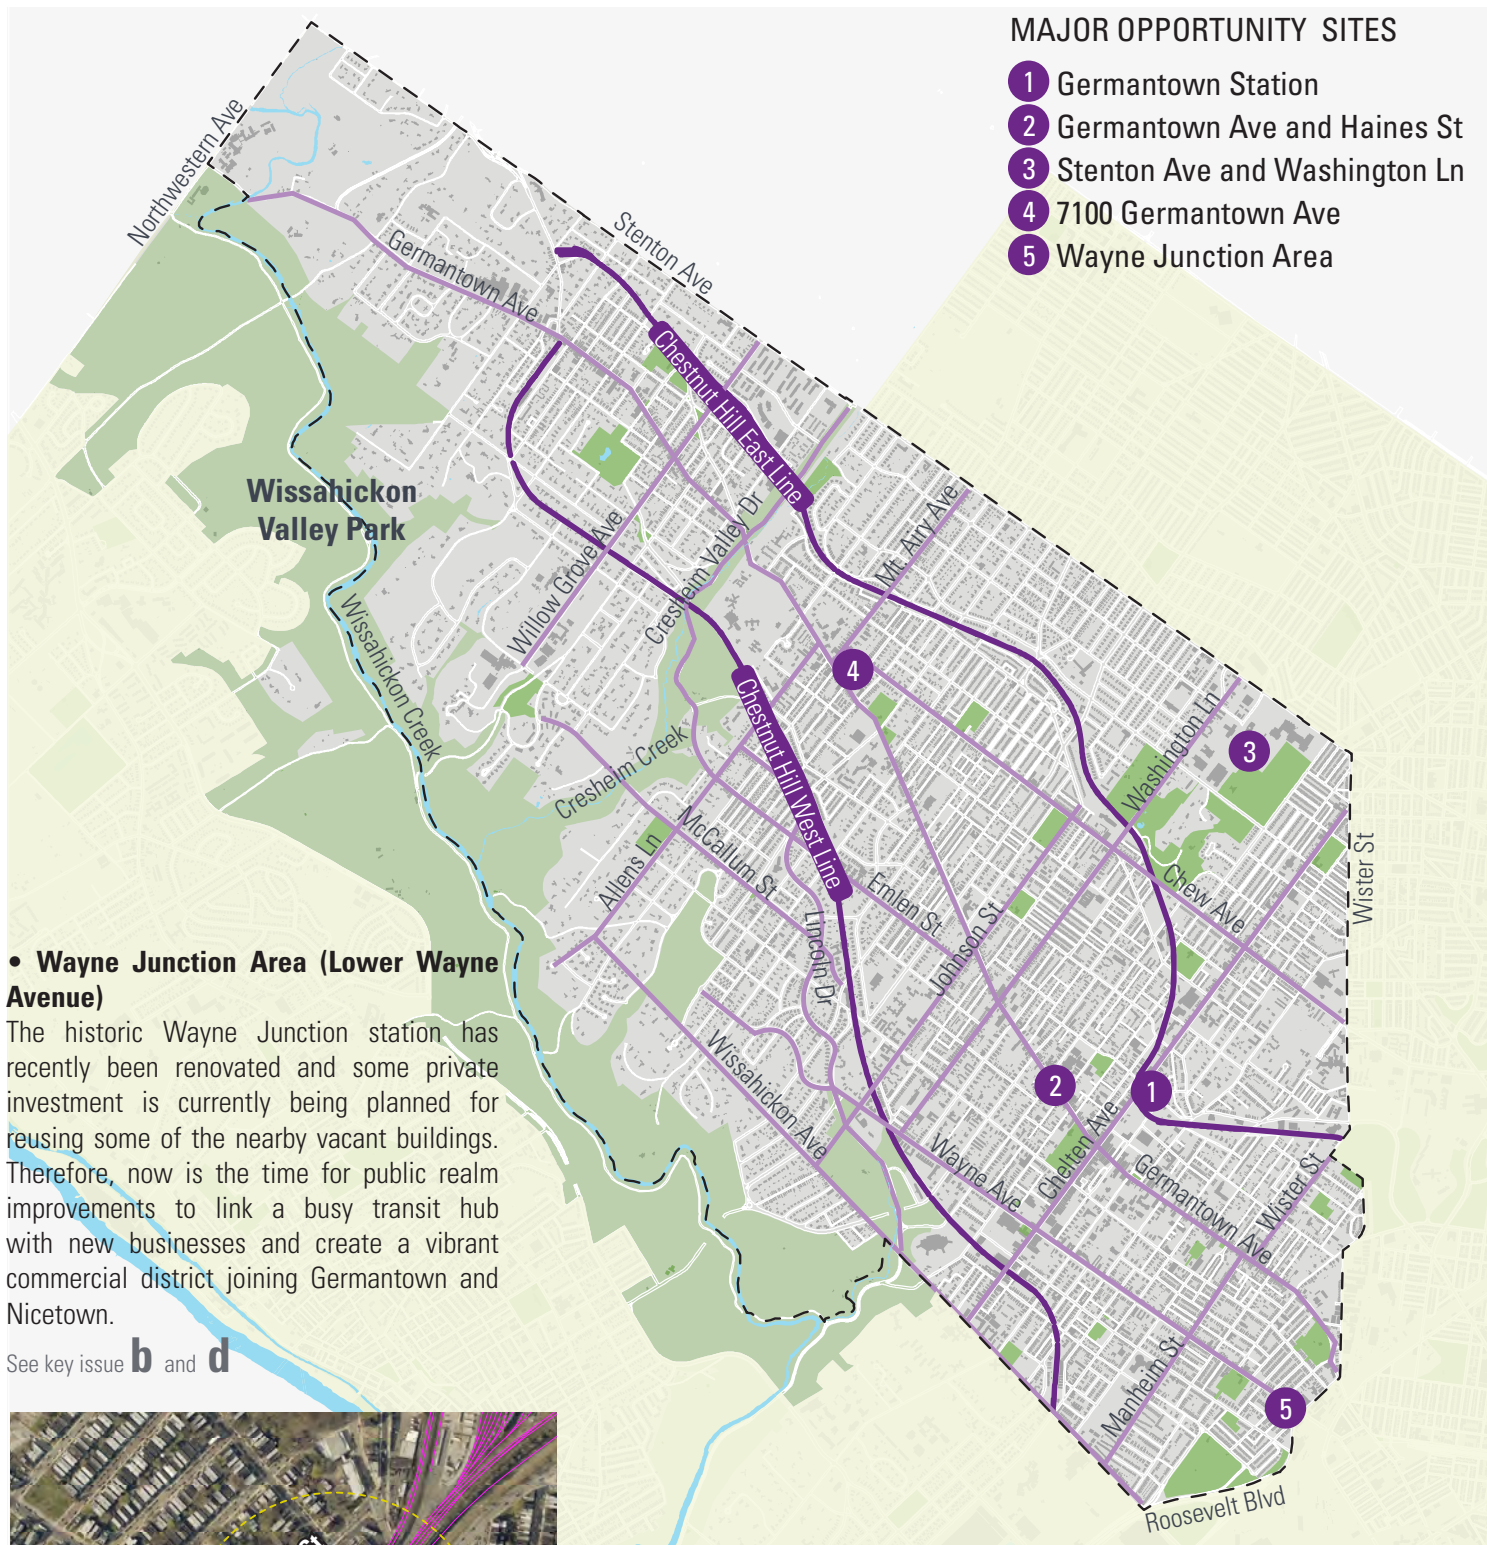 MAJOR OPPORTUNITY SITES
1 Germantown Station
2 Germantown Ave and Haines St
3 Stenton Ave and Washington Ln
4 7100 Germantown Ave
5 Wayne Junction Area
Northwestern Ave
Stenton Ave
Germantown Ave
Chestnut Hill East Line
Wissahickon
Valley Park
Willow Grove Ave
Cresheim Valley Dr
Mt. Airy Ave
Wissahickon Creek
4
Washington Ln
3
Chestnut Hill West Line
Cresheim Creek
McCallum St
Allens Ln
Emlen St
Chew Ave
Wister St
Lincoln Dr
Johnson St
• Wayne Junction Area (Lower Wayne
Avenue)
The historic Wayne Junction station has
recently been renovated and some private
investment is currently being planned for
reusing some of the nearby vacant buildings.
Therefore, now is the time for public realm
improvements to link a busy transit hub
with new businesses and create a vibrant
commercial district joining Germantown and
Nicetown.
See key issue b and d
Wissahickon Ave
2
1
Chelten Ave
Wayne Ave
Germantown Ave
Wister St
Manheim St
5
Roosevelt Blvd